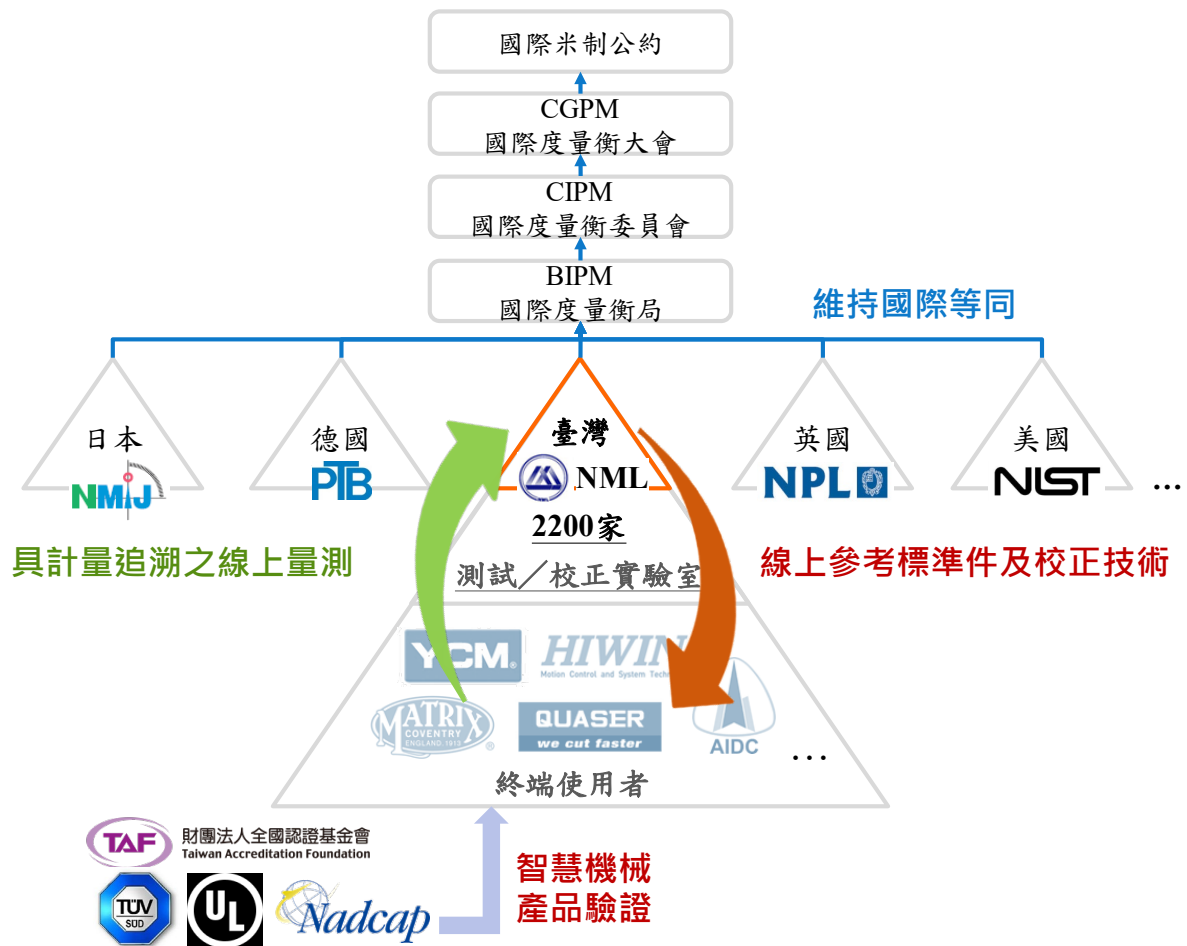 國際米制公約
CGPM
國際度量衡大會
CIPM
國際度量衡委員會
BIPM
國際度量衡局
維持國際等同
日本
NMIJ
德國
PTB
臺灣
NML
英國
NPL
美國
NIST
...
2200家
測試／校正實驗室
具計量追溯之線上量測
線上參考標準件及校正技術
YCM®
HIWIN
Motion Control and System Techn
MATRIX
COVENTRY
ENGLAND 1913
®
QUASER
we cut faster
AIDC
...
終端使用者
TAF
財團法人全國認證基金會
Taiwan Accreditation Foundation
TÜV
SÜD
UL
Nadcap
智慧機械
產品驗證